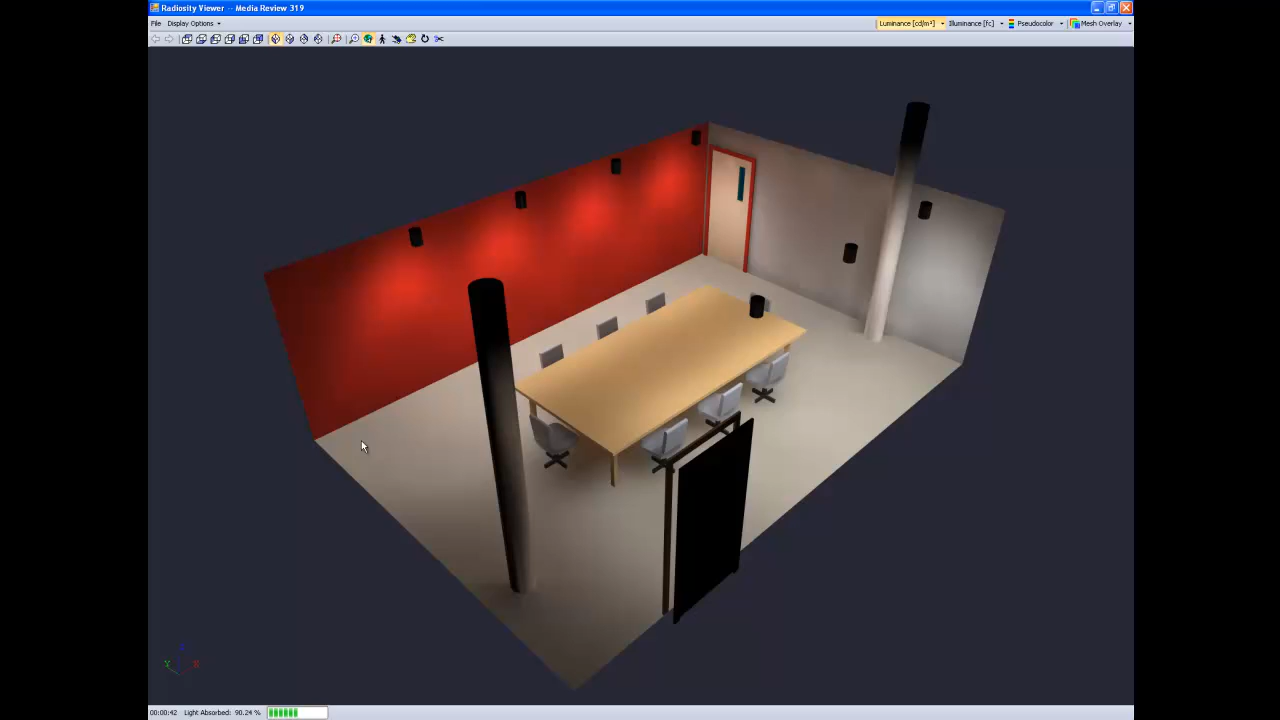 Radiosity Viewer -- Media Review 319
File Display Options Luminance [cd/m²] Illuminance [fc] Pseudocolor Mesh Overlay
Y Z X
00:00:42 Light Absorbed: 90.24 %